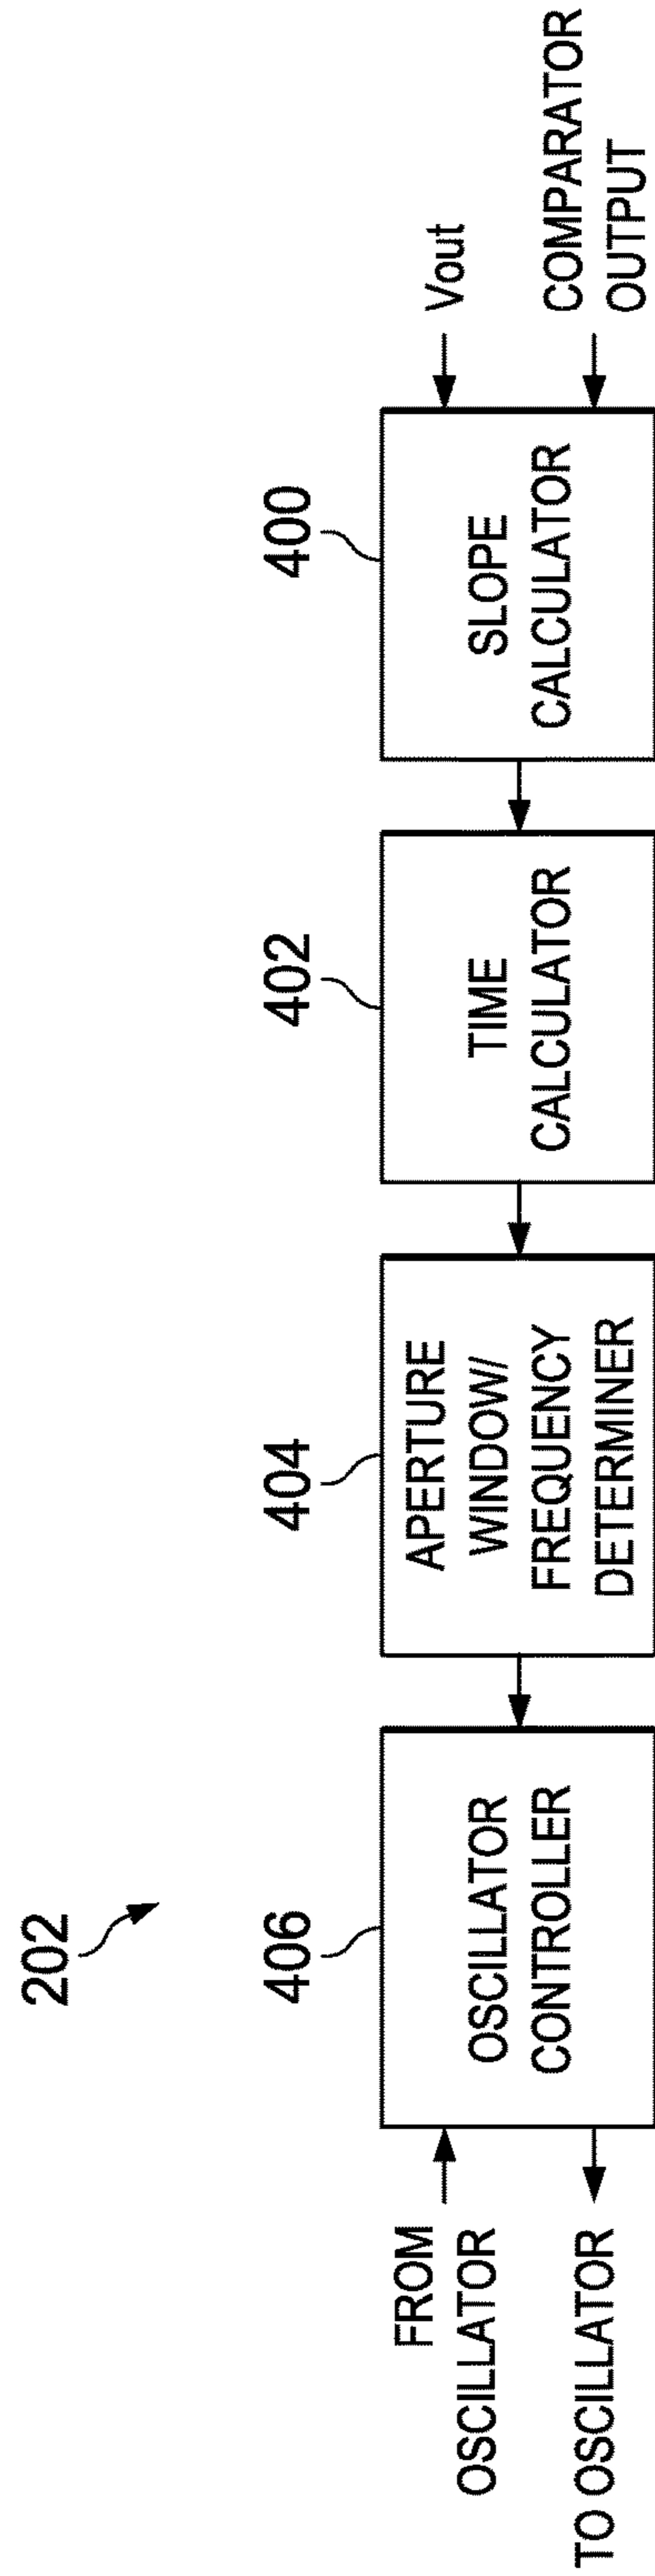 202
406
404
402
400
FROM
OSCILLATOR
TO OSCILLATOR
OSCILLATOR
CONTROLLER
APERTURE
WINDOW/
FREQUENCY
DETERMINER
TIME
CALCULATOR
SLOPE
CALCULATOR
Vout
COMPARATOR
OUTPUT